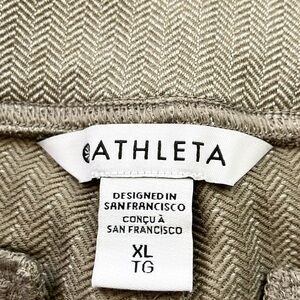 ATHLETA
DESIGNED IN
SAN FRANCISCO
CONÇU À
SAN FRANCISCO
XL
TG